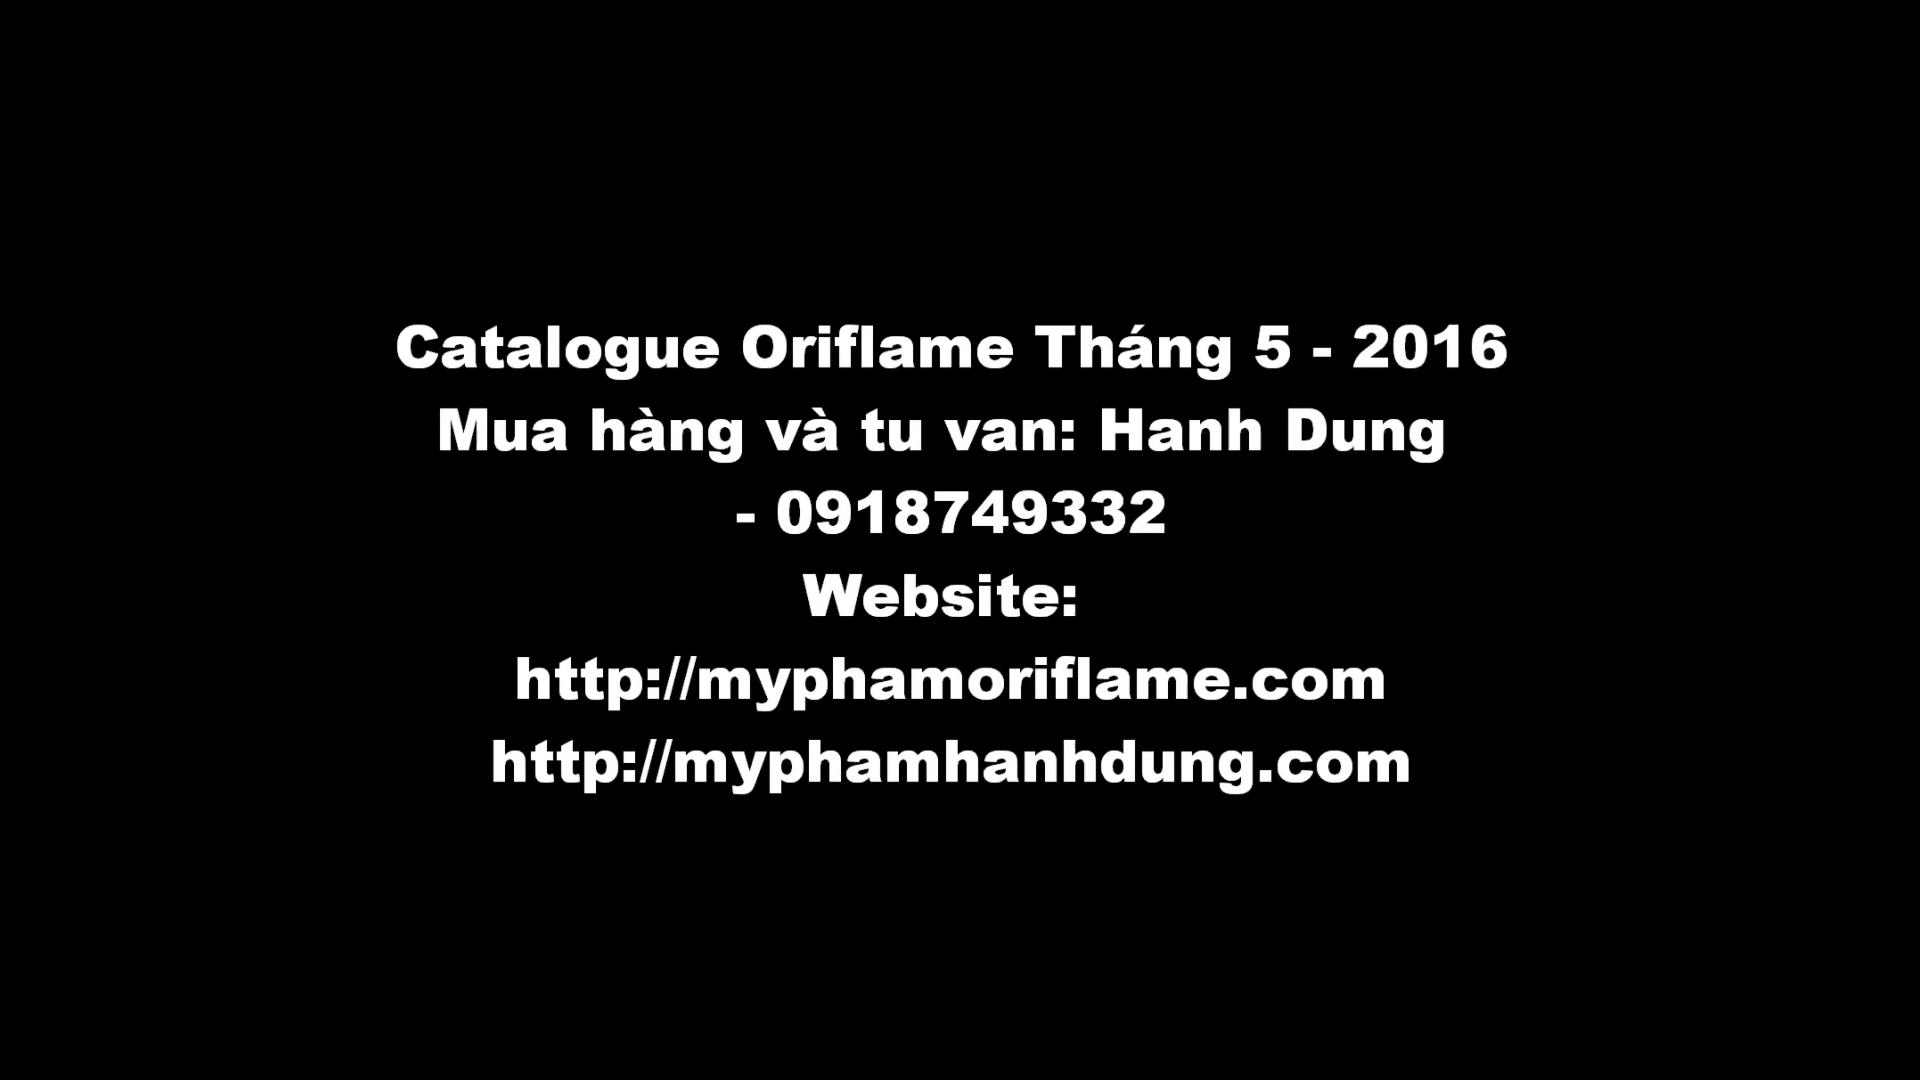 Catalogue Oriflame Tháng 5 - 2016
Mua hàng và tu van: Hanh Dung
- 0918749332
Website:
http://myphamoriflame.com
http://myphamhanhdung.com